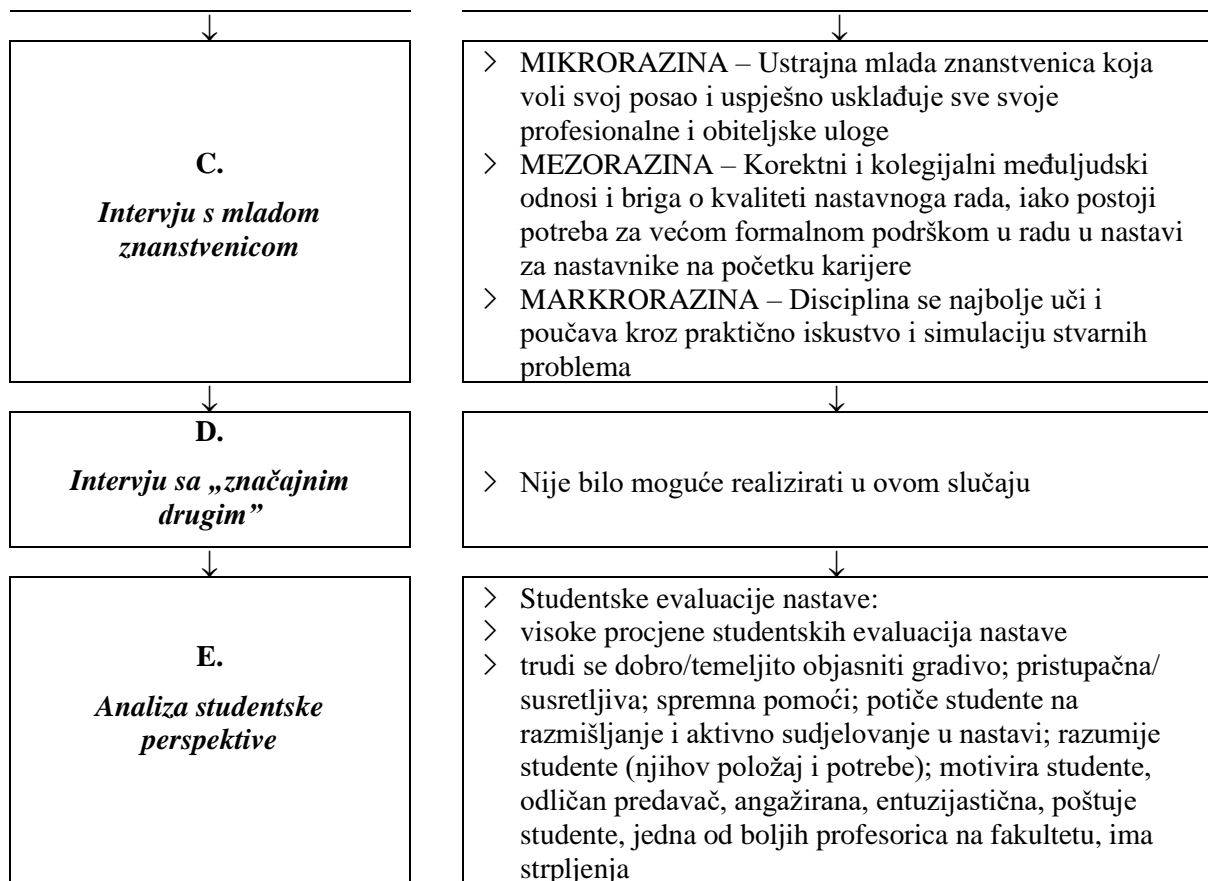 ↓
↓
C.
Intervju s mladom
znanstvenicom
> MIKRORAZINA – Ustrajna mlada znanstvenica koja
voli svoj posao i uspješno usklađuje sve svoje
profesionalne i obiteljske uloge
> MEZORAZINA – Korektni i kolegijalni međuljudski
odnosi i briga o kvaliteti nastavnoga rada, iako postoji
potreba za većom formalnom podrškom u radu u nastavi
za nastavnike na početku karijere
> MARKRORAZINA – Disciplina se najbolje uči i
poučava kroz praktično iskustvo i simulaciju stvarnih
problema
↓
↓
D.
Intervju sa „značajnim
drugim”
> Nije bilo moguće realizirati u ovom slučaju
↓
↓
E.
Analiza studentske
perspektive
> Studentske evaluacije nastave:
> visoke procjene studentskih evaluacija nastave
> trudi se dobro/temeljito objasniti gradivo; pristupačna/
susretljiva; spremna pomoći; potiče studente na
razmišljanje i aktivno sudjelovanje u nastavi; razumije
studente (njihov položaj i potrebe); motivira studente,
odličan predavač, angažirana, entuzijastična, poštuje
studente, jedna od boljih profesorica na fakultetu, ima
strpljenja